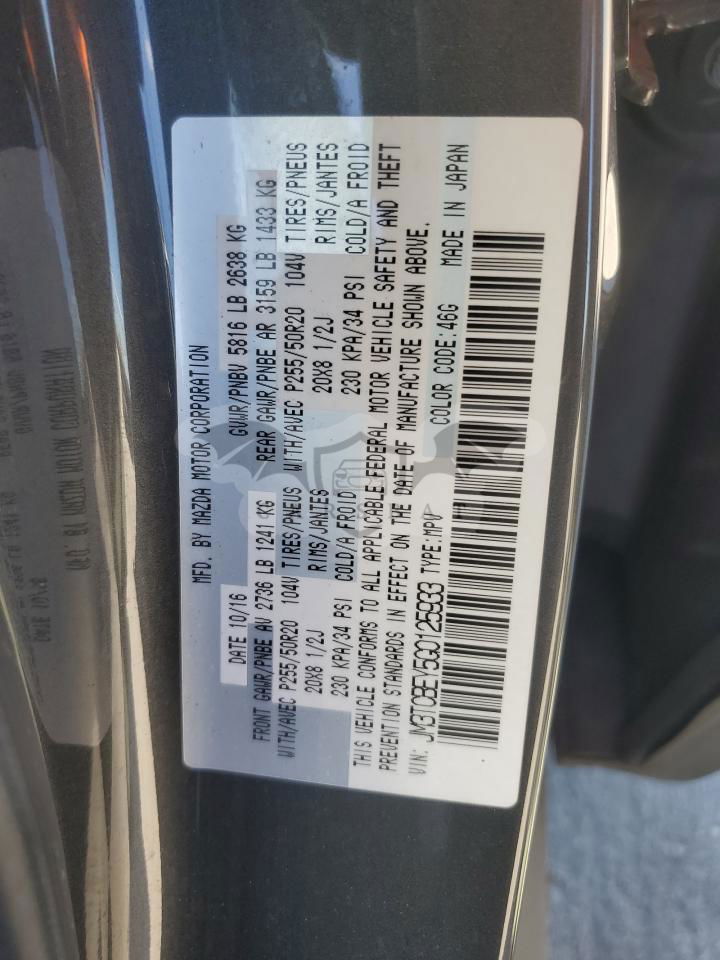 MFD. BY MAZDA MOTOR CORPORATION
DATE 10/16 GVWR/PNBV 5816 LB 2638 KG
FRONT GAWR/PNBE AV 2736 LB 1241 KG REAR GAWR/PNBE AR 3159 LB 1433 KG
WITH/AVEC P255/50R20 104V TIRES/PNEUS WITH/AVEC P255/50R20 104V TIRES/PNEUS
20X8 1/2J RIMS/JANTES 20X8 1/2J RIMS/JANTES
230 KPA/34 PSI COLD/A FROID 230 KPA/34 PSI COLD/A FROID
THIS VEHICLE CONFORMS TO ALL APPLICABLE FEDERAL MOTOR VEHICLE SAFETY AND THEFT
PREVENTION STANDARDS IN EFFECT ON THE DATE OF MANUFACTURE SHOWN ABOVE.
VIN: JM3TCBEY5G0125933 TYPE:MPV COLOR CODE:46G MADE IN JAPAN